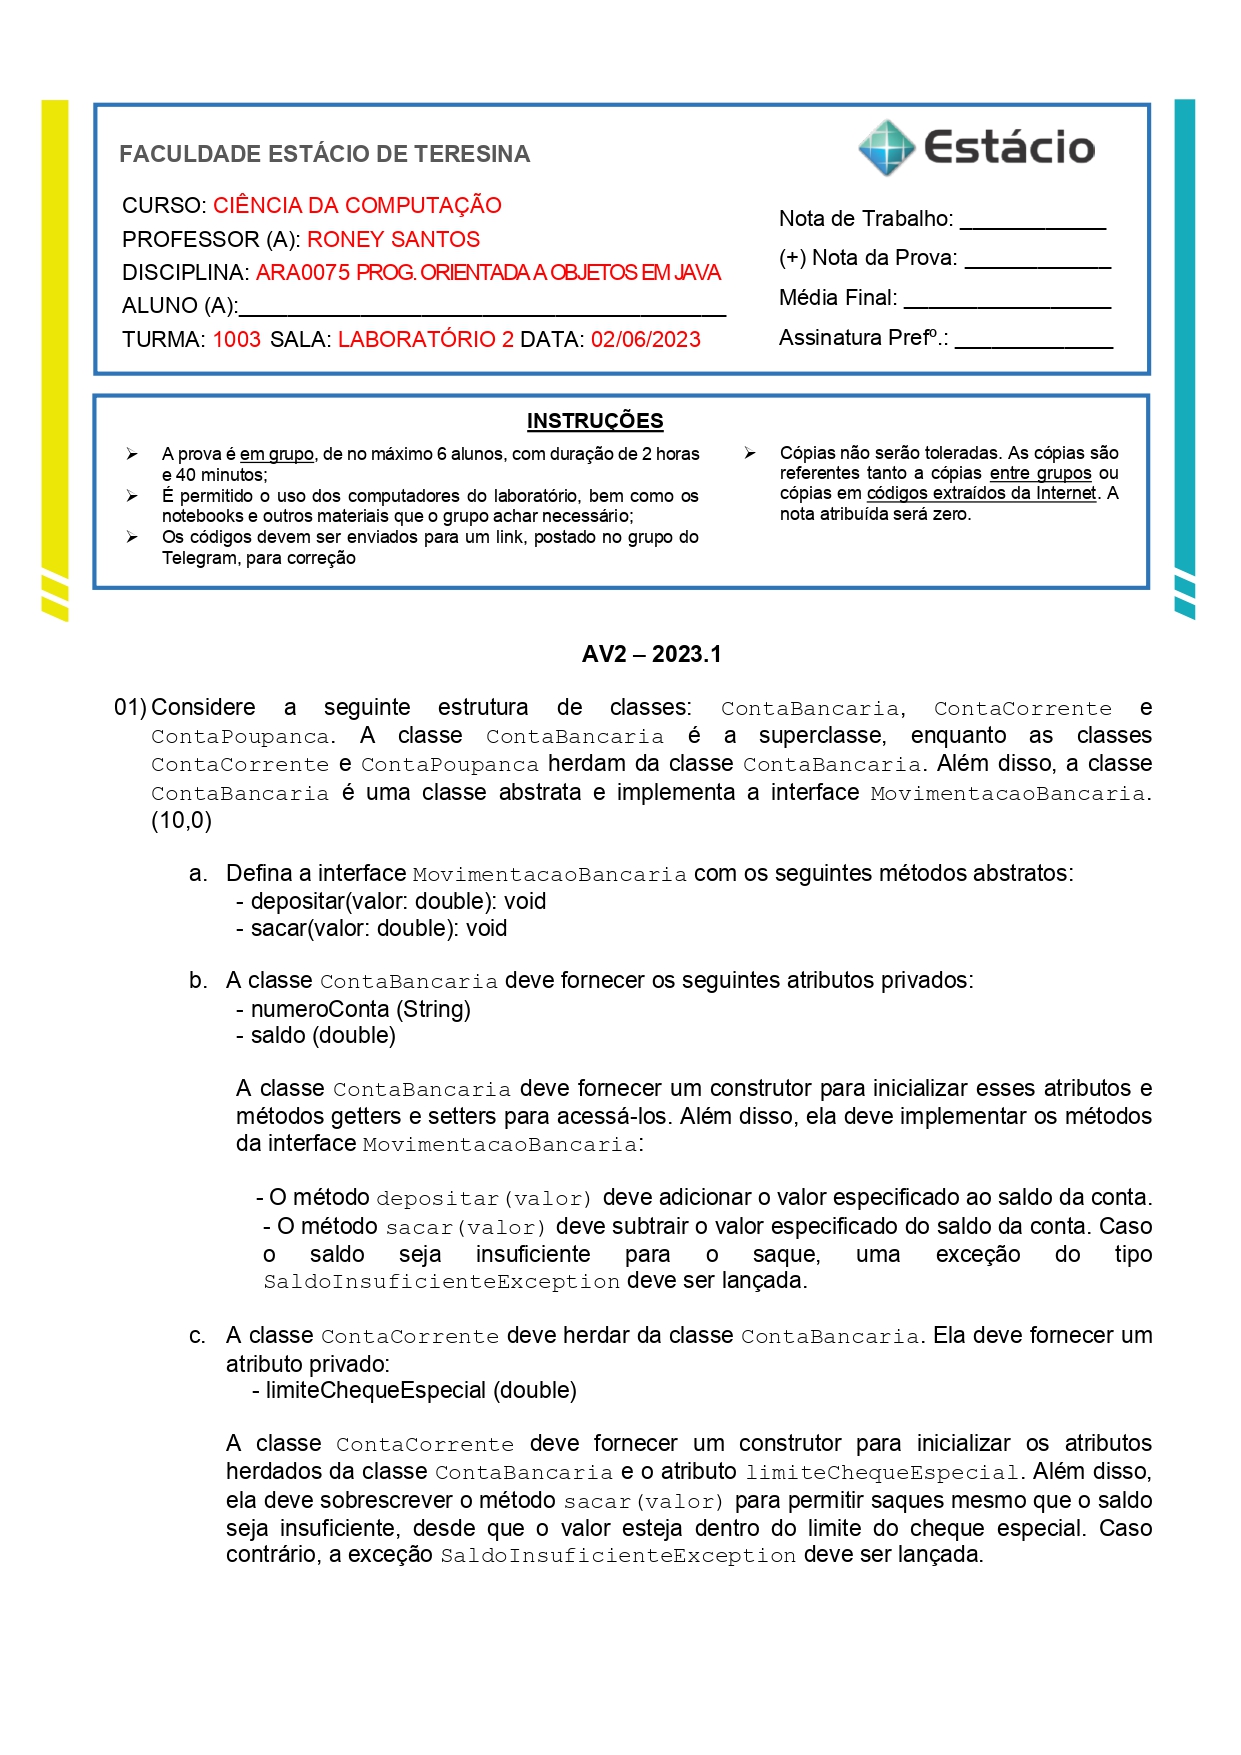 FACULDADE ESTÁCIO DE TERESINA
Estácio
CURSO: CIÊNCIA DA COMPUTAÇÃO
PROFESSOR (A): RONEY SANTOS
DISCIPLINA: ARA0075 PROG. ORIENTADA A OBJETOS EM JAVA
ALUNO (A):________________________________________
TURMA: 1003 SALA: LABORATÓRIO 2 DATA: 02/06/2023
Nota de Trabalho: ____________
(+) Nota da Prova: ____________
Média Final: _________________
Assinatura Prefº.: _____________
INSTRUÇÕES
➢ A prova é em grupo, de no máximo 6 alunos, com duração de 2 horas
e 40 minutos;
➢ É permitido o uso dos computadores do laboratório, bem como os
notebooks e outros materiais que o grupo achar necessário;
➢ Os códigos devem ser enviados para um link, postado no grupo do
Telegram, para correção
➢ Cópias não serão toleradas. As cópias são
referentes tanto a cópias entre grupos ou
cópias em códigos extraídos da Internet. A
nota atribuída será zero.
AV2 – 2023.1
01) Considere a seguinte estrutura de classes: ContaBancaria, ContaCorrente e
ContaPoupanca. A classe ContaBancaria é a superclasse, enquanto as classes
ContaCorrente e ContaPoupanca herdam da classe ContaBancaria. Além disso, a classe
ContaBancaria é uma classe abstrata e implementa a interface MovimentacaoBancaria.
(10,0)
a. Defina a interface MovimentacaoBancaria com os seguintes métodos abstratos:
- depositar(valor: double): void
- sacar(valor: double): void
b. A classe ContaBancaria deve fornecer os seguintes atributos privados:
- numeroConta (String)
- saldo (double)
A classe ContaBancaria deve fornecer um construtor para inicializar esses atributos e
métodos getters e setters para acessá-los. Além disso, ela deve implementar os métodos
da interface MovimentacaoBancaria:
- O método depositar(valor) deve adicionar o valor especificado ao saldo da conta.
- O método sacar(valor) deve subtrair o valor especificado do saldo da conta. Caso
o saldo seja insuficiente para o saque, uma exceção do tipo
SaldoInsuficienteException deve ser lançada.
c. A classe ContaCorrente deve herdar da classe ContaBancaria. Ela deve fornecer um
atributo privado:
- limiteChequeEspecial (double)
A classe ContaCorrente deve fornecer um construtor para inicializar os atributos
herdados da classe ContaBancaria e o atributo limiteChequeEspecial. Além disso,
ela deve sobrescrever o método sacar(valor) para permitir saques mesmo que o saldo
seja insuficiente, desde que o valor esteja dentro do limite do cheque especial. Caso
contrário, a exceção SaldoInsuficienteException deve ser lançada.